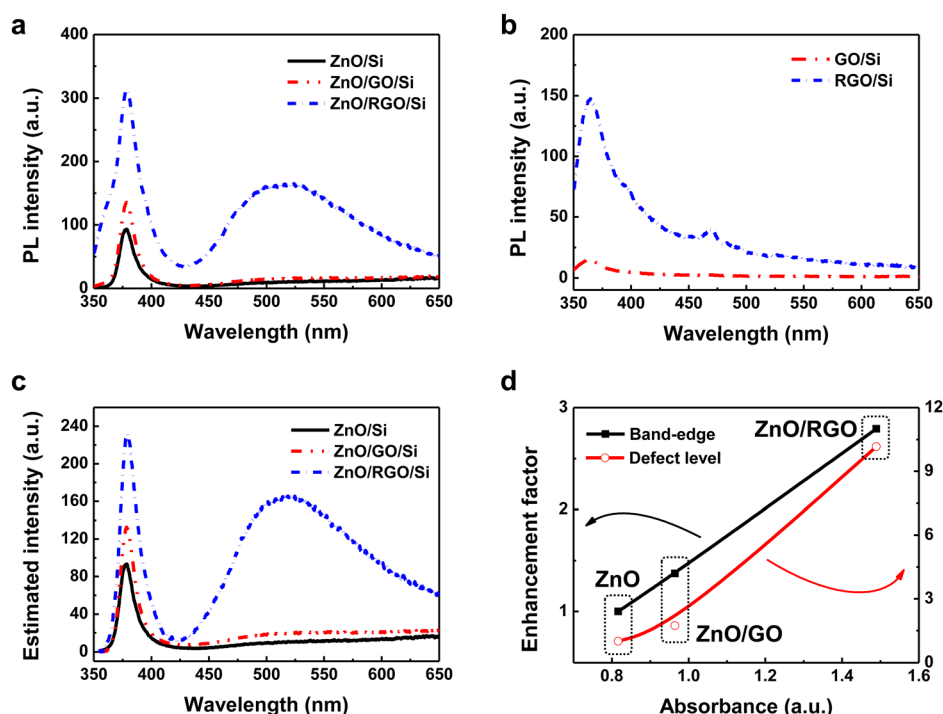 a
400
300
200
100
0
350 400 450 500 550 600 650
PL intensity (a.u.)
Wavelength (nm)
ZnO/Si
ZnO/GO/Si
ZnO/RGO/Si
b
200
150
100
50
0
350 400 450 500 550 600 650
PL intensity (a.u.)
Wavelength (nm)
GO/Si
RGO/Si
c
240
200
160
120
80
40
0
350 400 450 500 550 600 650
Estimated intensity (a.u.)
Wavelength (nm)
ZnO/Si
ZnO/GO/Si
ZnO/RGO/Si
d
3
2
1
12
9
6
3
0
0.8 1.0 1.2 1.4 1.6
Enhancement factor
Absorbance (a.u.)
Band-edge
Defect level
ZnO/RGO
ZnO
ZnO/GO